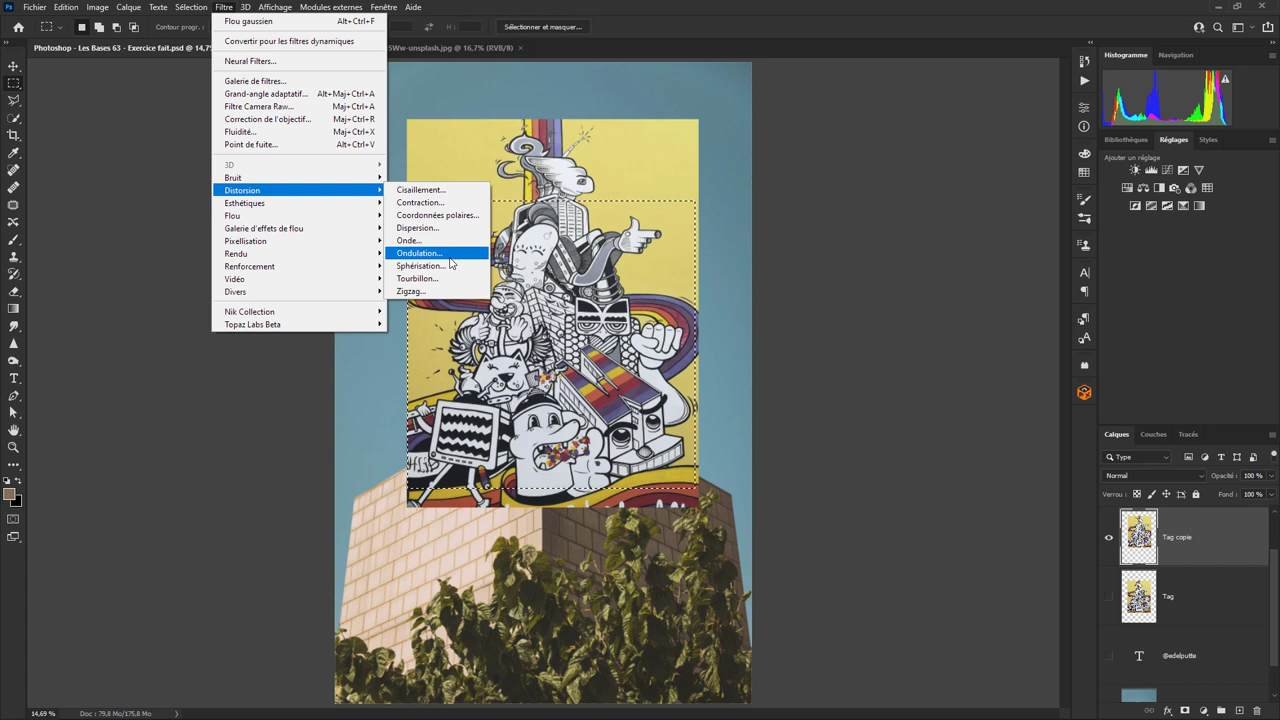 Ps Fichier Edition Image Calque Texte Sélection Filtre 3D Affichage Plug-ins Modules externes Fenêtre Aide
Contour progr. : H : Sélectionner et masquer...
Photoshop - Les Bases 63 - Exercice fait.psd @ 14,7 5Ww-unsplash.jpg @ 16,7% (RVB/8) ×
Flou gaussien Alt+Ctrl+F
Convertir pour les filtres dynamiques
Neural Filters...
Galerie de filtres...
Grand-angle adaptatif... Alt+Maj+Ctrl+A
Filtre Camera Raw... Maj+Ctrl+A
Correction de l'objectif... Maj+Ctrl+R
Fluidité... Maj+Ctrl+X
Point de fuite... Alt+Ctrl+V
3D
Bruit
Distorsion
Esthétiques
Flou
Galerie d'effets de flou
Pixellisation
Rendu
Renforcement
Vidéo
Divers
Nik Collection
Topaz Labs Beta
Cisaillement...
Contraction...
Coordonnées polaires...
Dispersion...
Onde...
Ondulation...
Sphérisation...
Tourbillon...
Zigzag...
Histogramme Navigation
Bibliothèques Réglages Styles
Ajouter un réglage
Calques Couches Tracés
Type
Normal Opacité : 100 %
Verrou : Fond : 100 %
Tag copie
Tag
T @edelputte
14,69 % Doc : 79,8 Mo/175,8 Mo